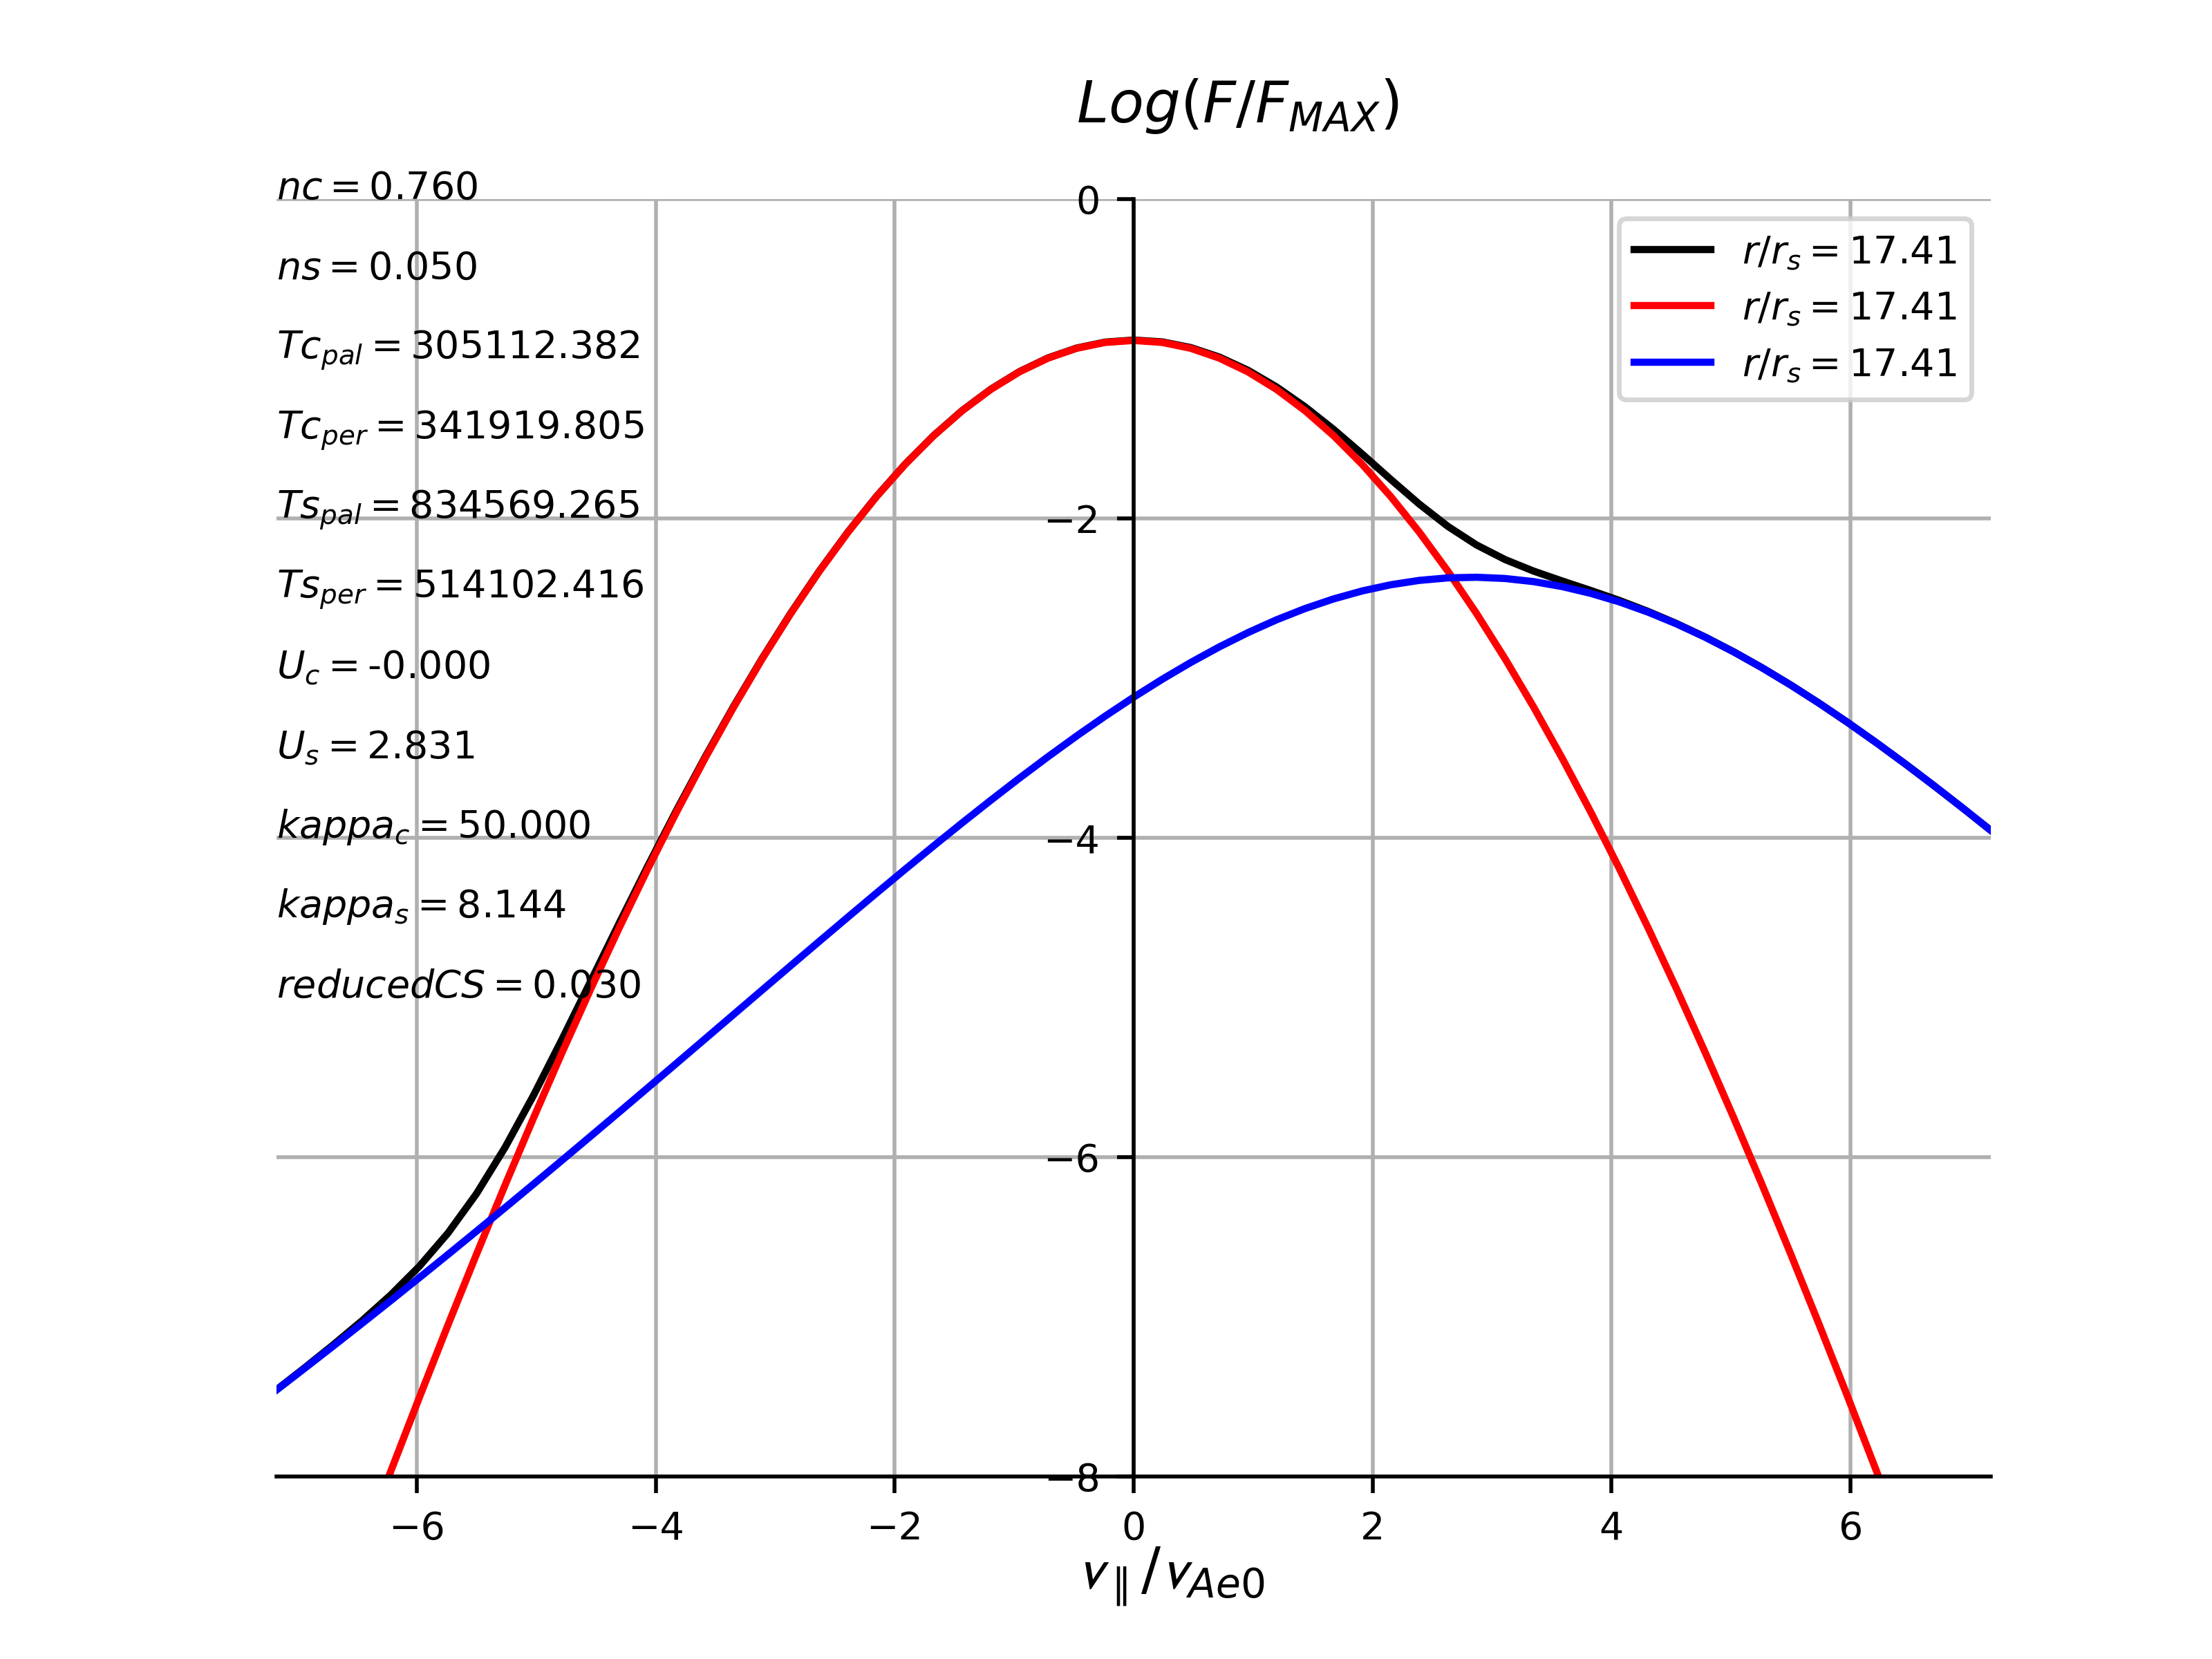 Log(F/F_MAX)
nc = 0.760
ns = 0.050
Tc_pal = 305112.382
Tc_per = 341919.805
Ts_pal = 834569.265
Ts_per = 514102.416
U_c = -0.000
U_s = 2.831
kappa_c = 50.000
kappa_s = 8.144
reducedCS = 0.030
r/r_s = 17.41
r/r_s = 17.41
r/r_s = 17.41
0
−2
−4
−6
−8
−6 −4 −2 0 2 4 6
v_∥/v_Ae0